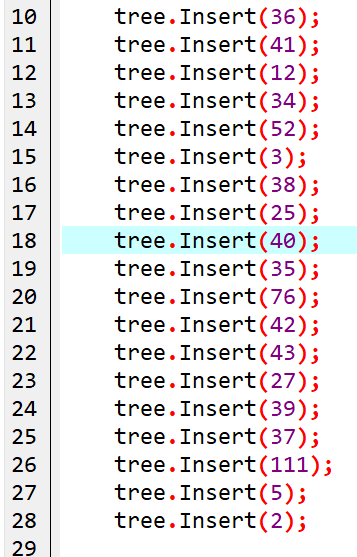 10 tree.Insert(36);
11 tree.Insert(41);
12 tree.Insert(12);
13 tree.Insert(34);
14 tree.Insert(52);
15 tree.Insert(3);
16 tree.Insert(38);
17 tree.Insert(25);
18 tree.Insert(40);
19 tree.Insert(35);
20 tree.Insert(76);
21 tree.Insert(42);
22 tree.Insert(43);
23 tree.Insert(27);
24 tree.Insert(39);
25 tree.Insert(37);
26 tree.Insert(111);
27 tree.Insert(5);
28 tree.Insert(2);
29